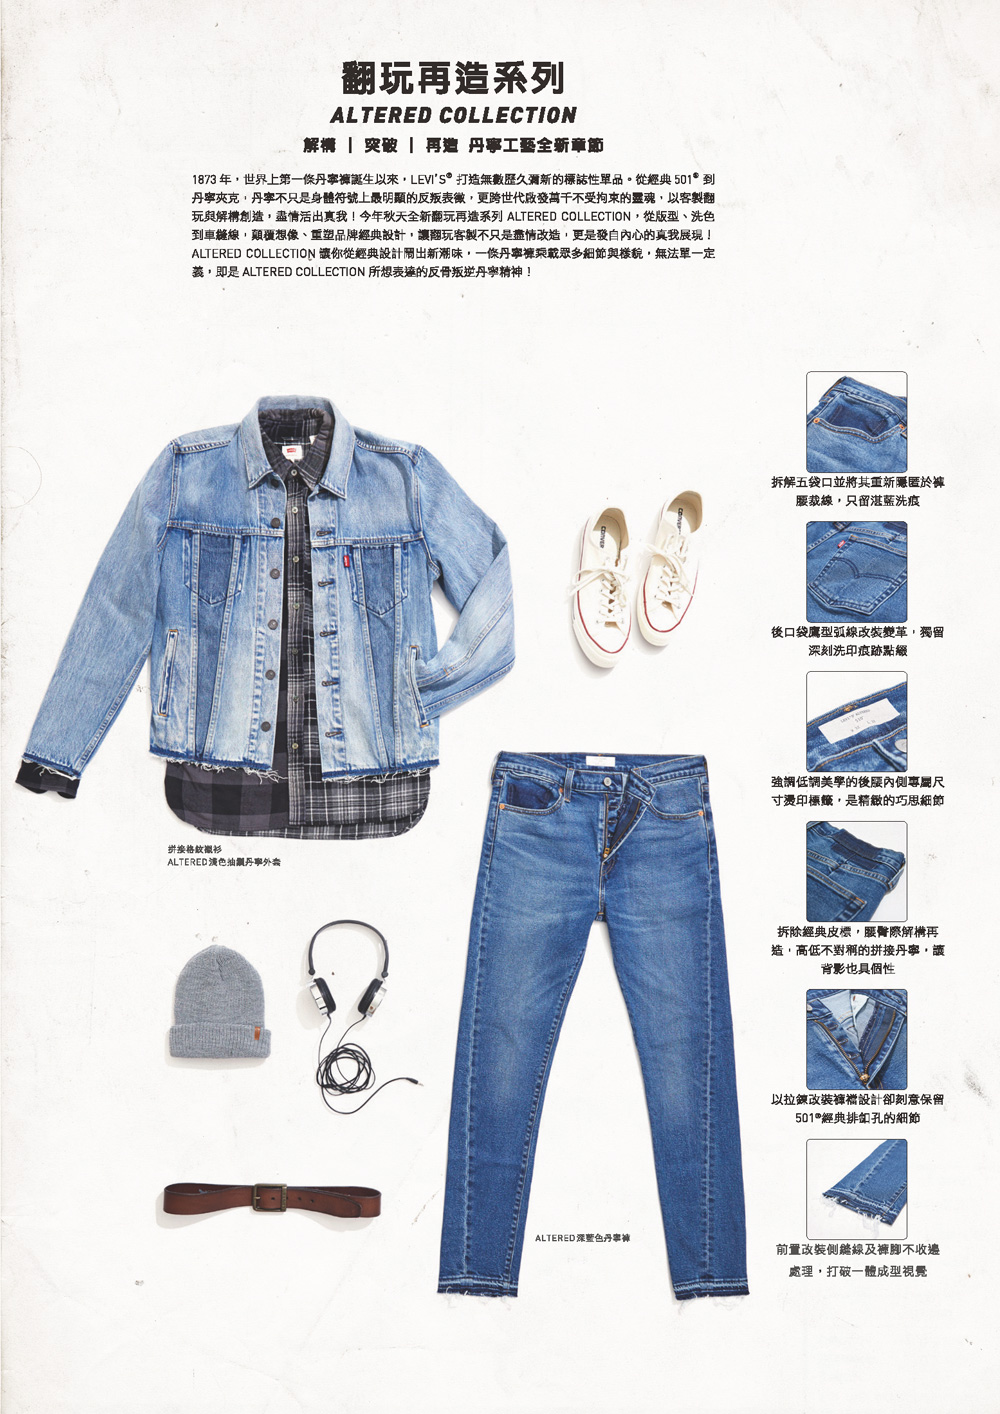 翻玩再造系列
ALTERED COLLECTION
解構 | 突破 | 再造 丹寧工藝全新章節
1873 年，世界上第一條丹寧褲誕生以來，LEVI'S® 打造無數歷久彌新的標誌性單品。從經典 501® 到
丹寧夾克，丹寧不只是身體符號上最明顯的反叛表徵，更跨世代啟發萬千不受拘束的靈魂，以客製翻
玩與解構創造，盡情活出真我！今年秋天全新翻玩再造系列 ALTERED COLLECTION，從版型、洗色
到車縫線，顛覆想像、重塑品牌經典設計，讓翻玩客製不只是盡情改造，更是發自內心的真我展現！
ALTERED COLLECTION 讓你從經典設計鬧出新潮味，一條丹寧褲乘載眾多細節與樣貌，無法單一定
義，即是 ALTERED COLLECTION 所想表達的反骨叛逆丹寧精神！
拆解五袋口並將其重新隱匿於褲
腰裁線，只留湛藍洗痕
後口袋鷹型弧線改裝變革，獨留
深刻洗印痕跡點綴
強調低調美學的後腰內側專屬尺
寸燙印標籤，是精緻的巧思細節
拆除經典皮標，腰臀際解構再
造，高低不對稱的拼接丹寧，讓
背影也具個性
以拉鍊改裝褲襠設計卻刻意保留
501®經典排釦孔的細節
前置改裝側縫線及褲腳不收邊
處理，打破一體成型視覺
拼接格紋襯衫
ALTERED淺色抽鬚丹寧外套
ALTERED深藍色丹寧褲